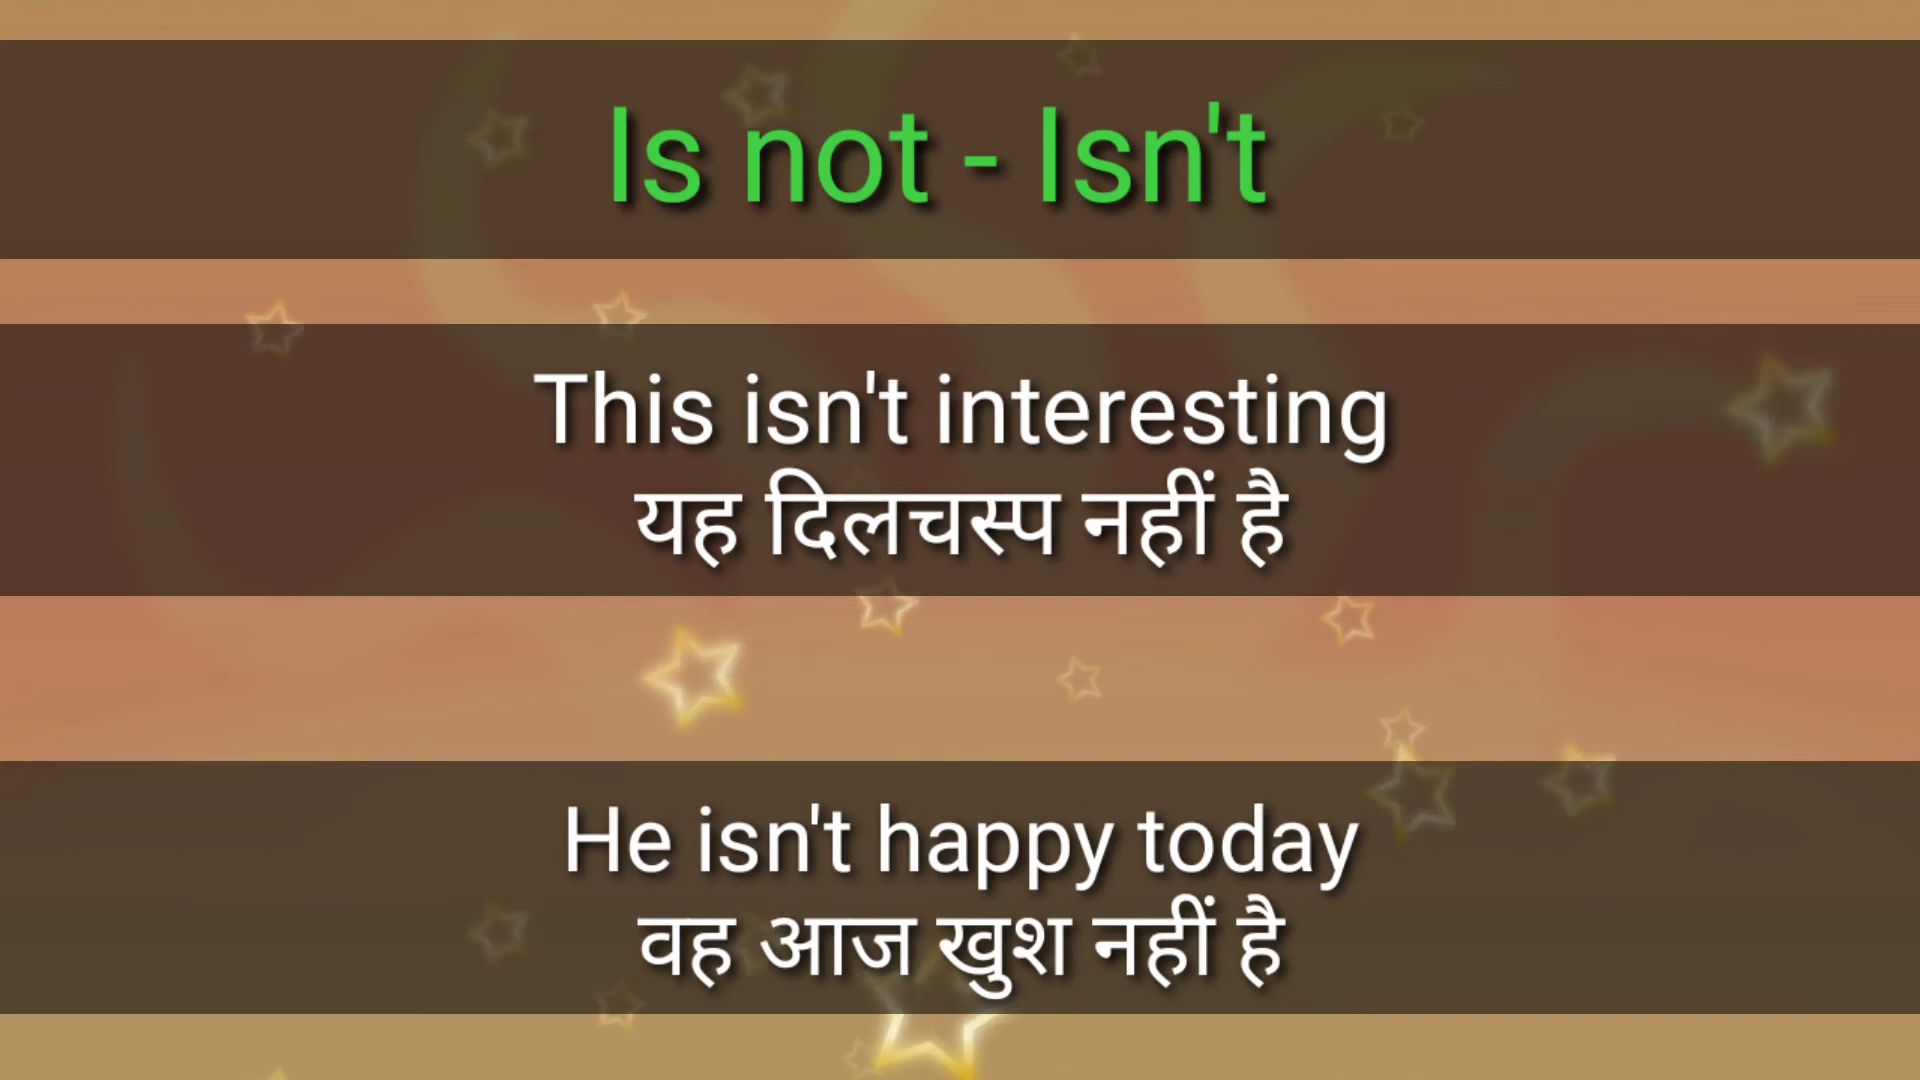 Is not - Isn't
This isn't interesting
यह दिलचस्प नहीं है
He isn't happy today
वह आज खुश नहीं है